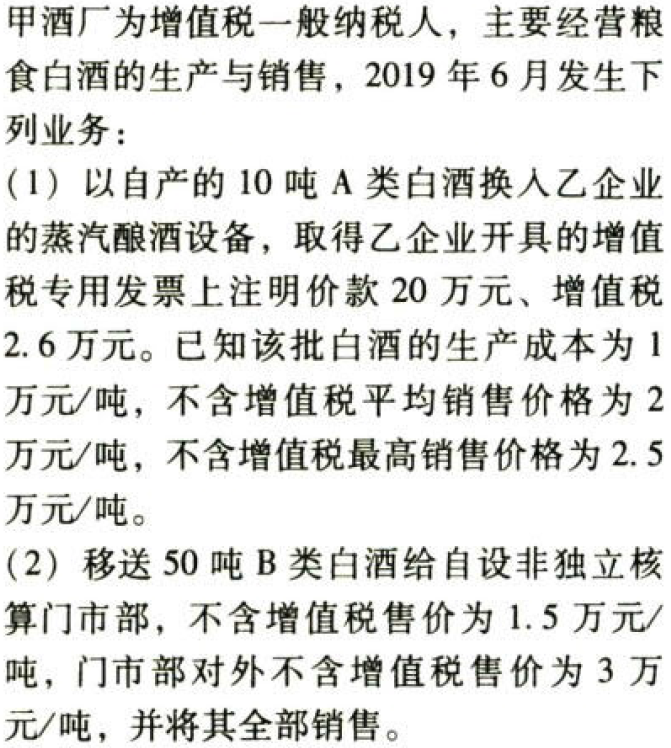 甲酒厂为增值税一般纳税人，主要经营粮
食白酒的生产与销售，2019 年 6 月发生下
列业务：
(1) 以自产的 10 吨 A 类白酒换入乙企业
的蒸汽酿酒设备，取得乙企业开具的增值
税专用发票上注明价款 20 万元、增值税
2.6 万元。已知该批白酒的生产成本为 1
万元/吨，不含增值税平均销售价格为 2
万元/吨，不含增值税最高销售价格为 2.5
万元/吨。
(2) 移送 50 吨 B 类白酒给自设非独立核
算门市部，不含增值税售价为 1.5 万元/
吨，门市部对外不含增值税售价为 3 万
元/吨，并将其全部销售。